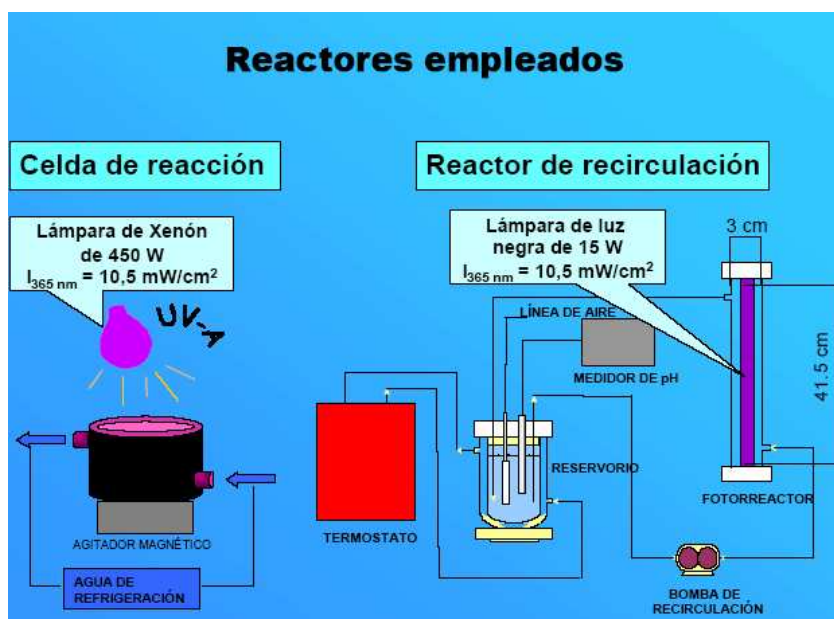 Reactores empleados
Celda de reacción
Reactor de recirculación
Lámpara de Xenón
de 450 W
I365 nm = 10,5 mW/cm2
UV-A
AGITADOR MAGNÉTICO
AGUA DE
REFRIGERACIÓN
Lámpara de luz
negra de 15 W
I365 nm = 10,5 mW/cm2
3 cm
LÍNEA DE AIRE
MEDIDOR DE pH
41.5 cm
RESERVORIO
TERMOSTATO
FOTORREACTOR
BOMBA DE
RECIRCULACIÓN